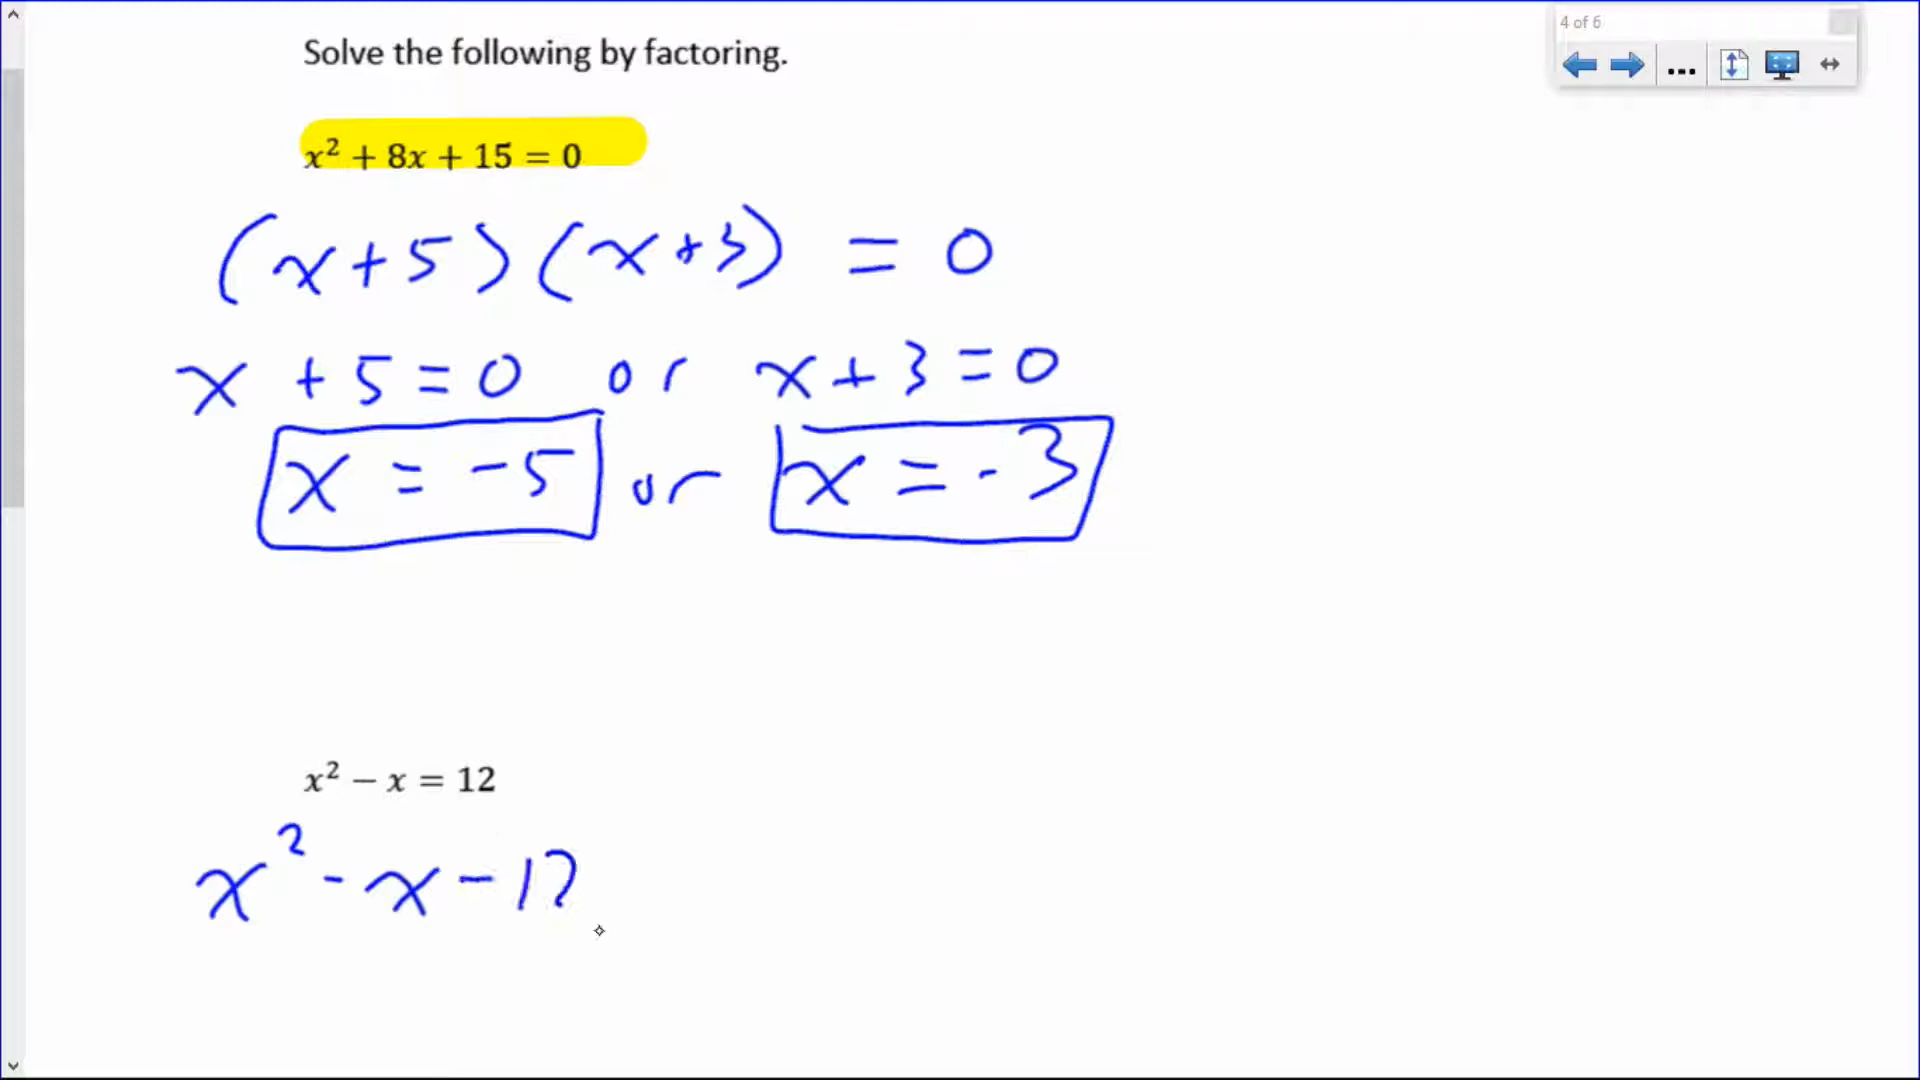 4 of 6
Solve the following by factoring.
x² + 8x + 15 = 0
(x+5)(x+3) = 0
x + 5 = 0 or x + 3 = 0
x = -5 or x = -3
x² − x = 12
x² - x - 12